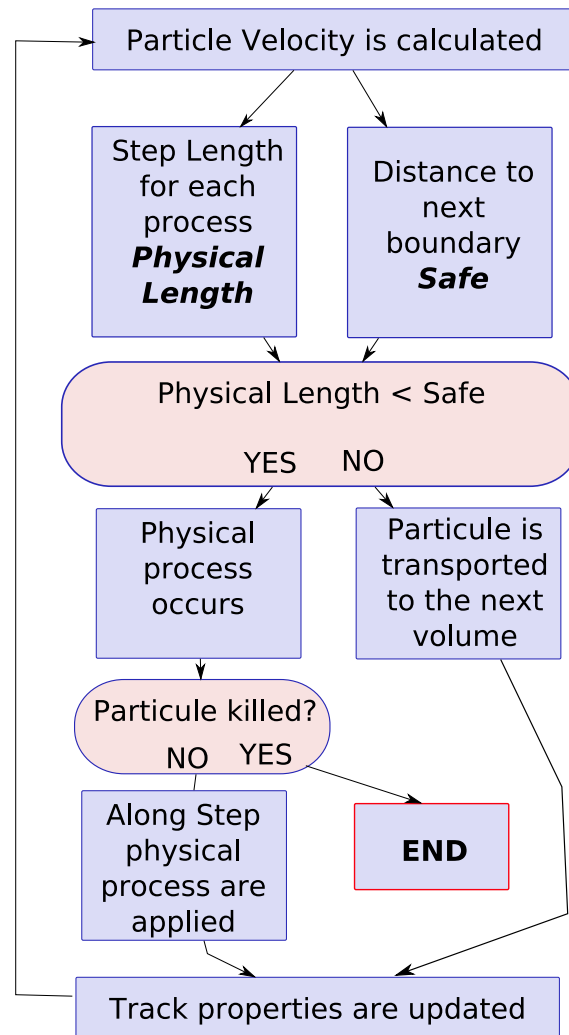 Particle Velocity is calculated
Step Length
for each
process
Physical
Length
Distance to
next
boundary
Safe
Physical Length < Safe
YES NO
Physical
process
occurs
Particule is
transported
to the next
volume
Particule killed?
NO YES
Along Step
physical
process are
applied
END
Track properties are updated